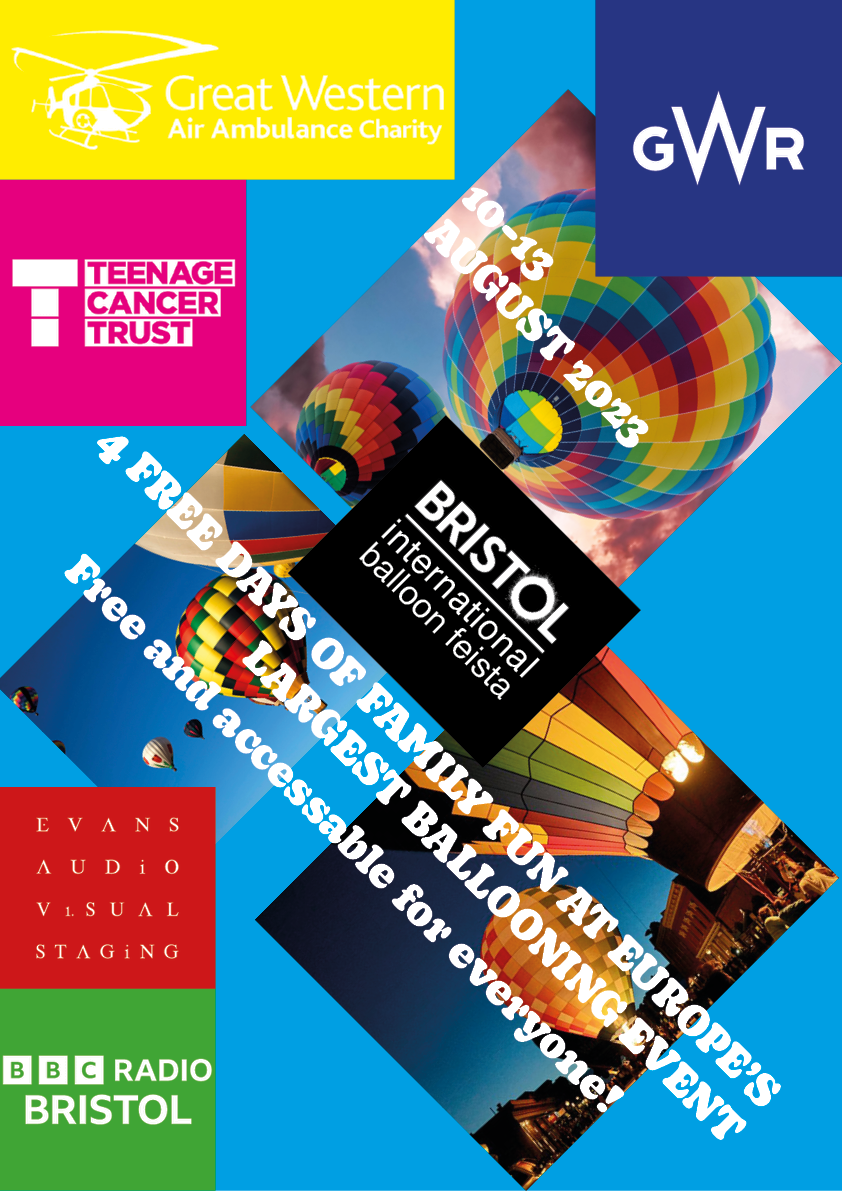 Great Western
Air Ambulance Charity
GWR
TEENAGE
CANCER
TRUST
10-13
AUGUST 2023
BRISTOL
international
balloon feista
4 FREE DAYS OF FAMILY FUN AT EUROPE'S
LARGEST BALLOONING EVENT
Free and accessable for everyone!
EVANS
AUDiO
V1.SUAL
STAGiNG
BBC RADIO
BRISTOL